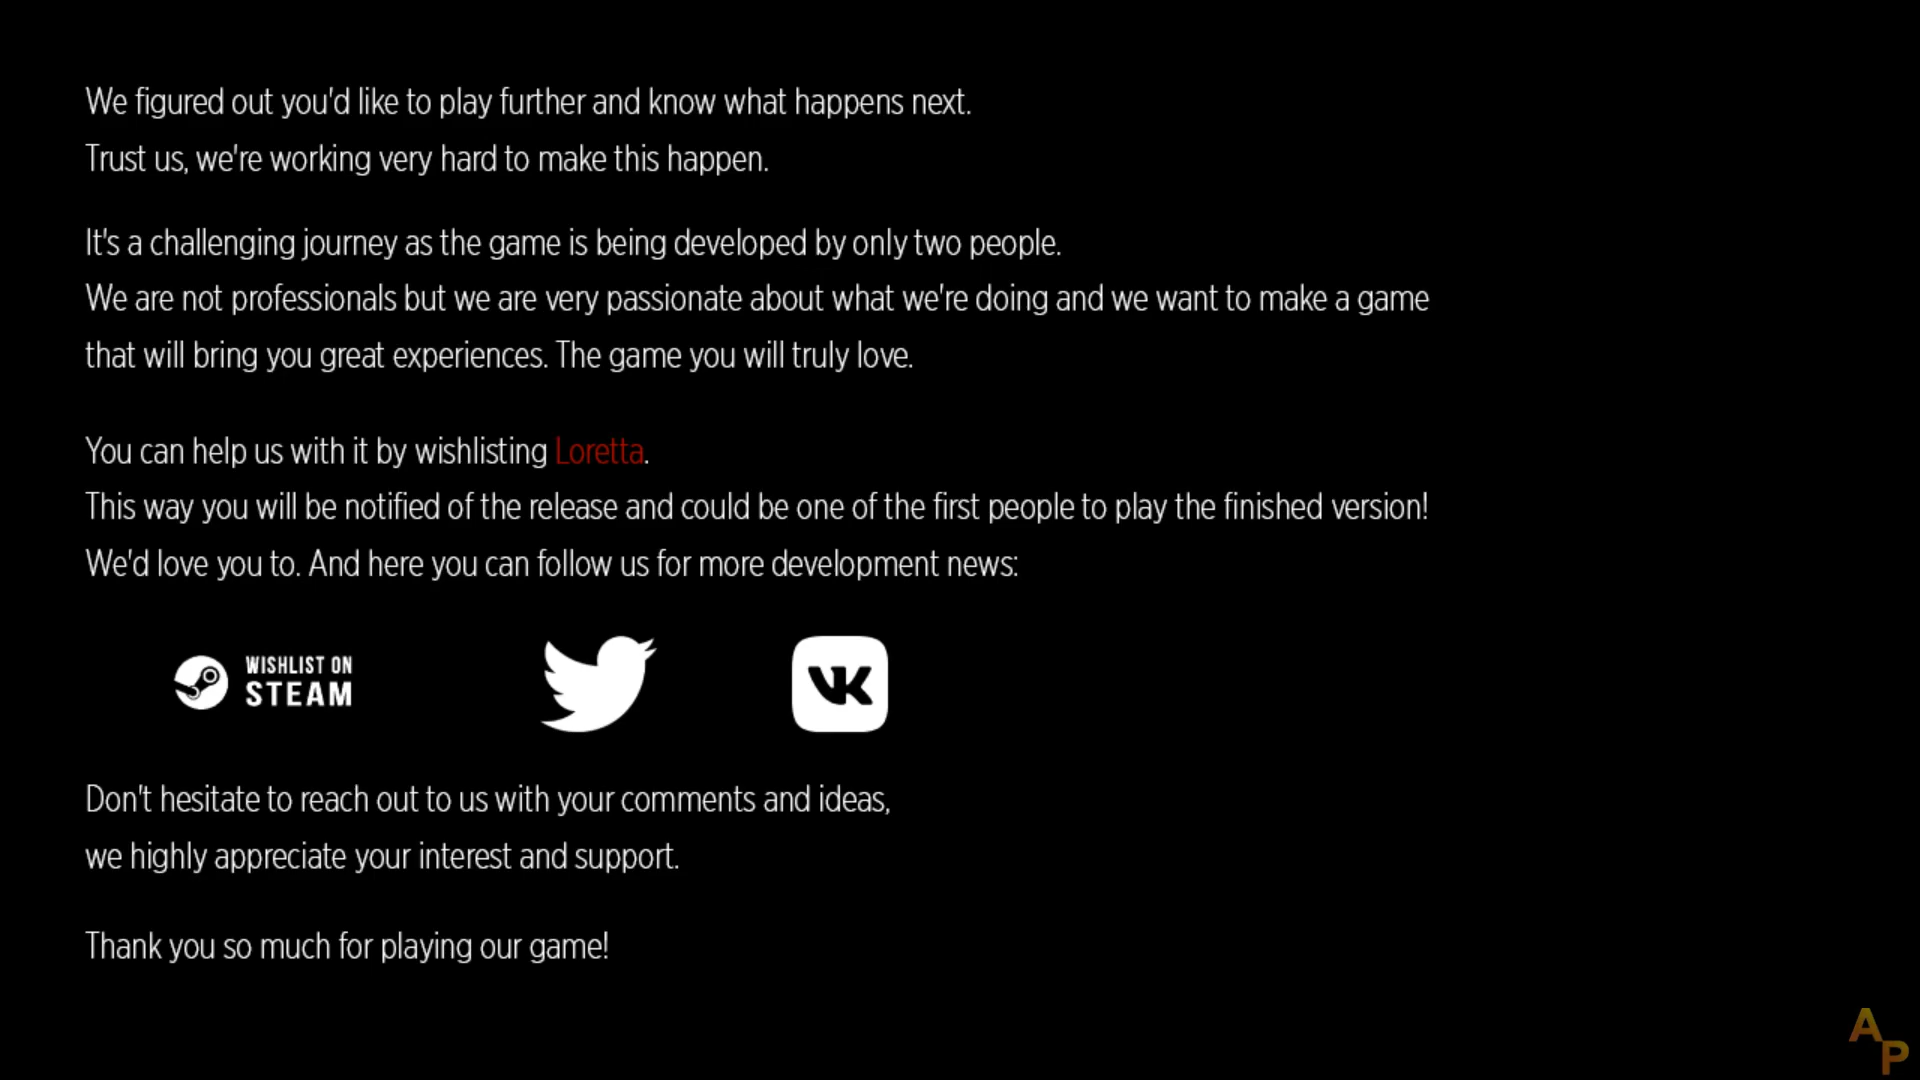 We figured out you'd like to play further and know what happens next.
Trust us, we're working very hard to make this happen.
It's a challenging journey as the game is being developed by only two people.
We are not professionals but we are very passionate about what we're doing and we want to make a game
that will bring you great experiences. The game you will truly love.
You can help us with it by wishlisting Loretta.
This way you will be notified of the release and could be one of the first people to play the finished version!
We'd love you to. And here you can follow us for more development news:
WISHLIST ON
STEAM
VK
Don't hesitate to reach out to us with your comments and ideas,
we highly appreciate your interest and support.
Thank you so much for playing our game!
A
P